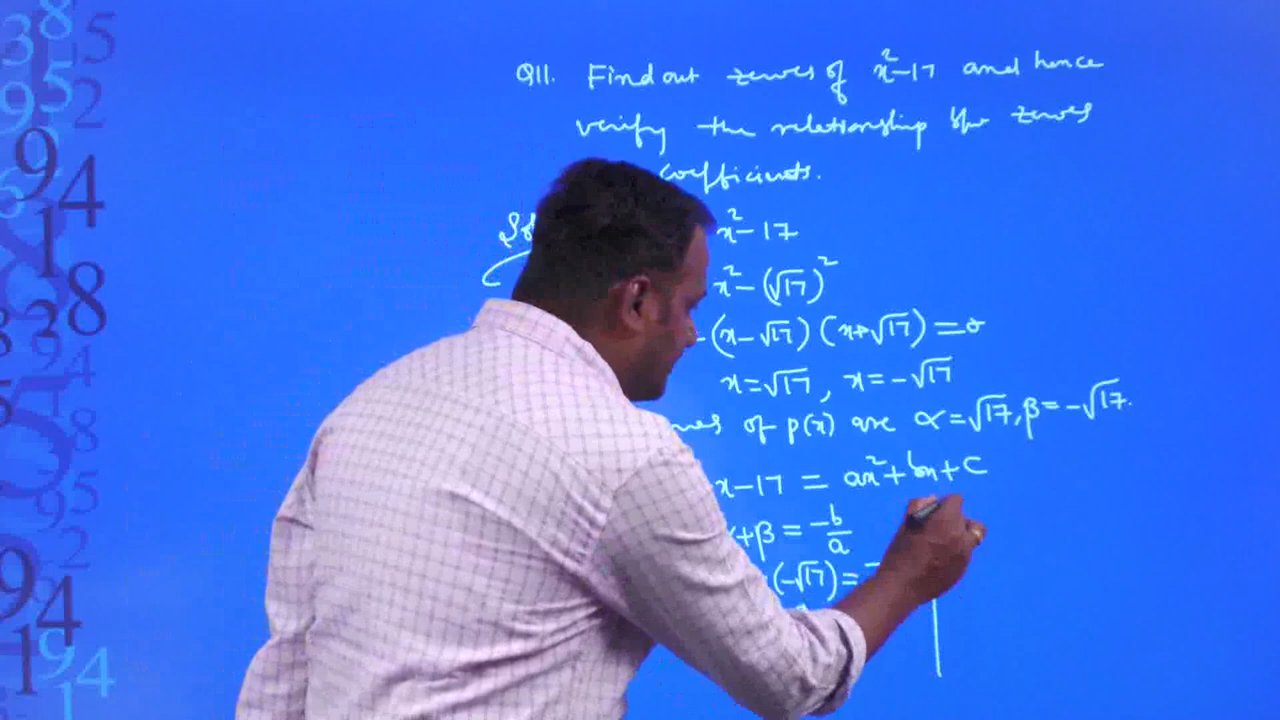 Q11. Find out zeroes of x²-17 and hence
verify the relationship b/w zeroes
coefficients.
Sol
x²-17
x²-(√17)²
(x-√17)(x+√17)=0
x=√17, x=-√17
of p(x) are α=√17, β=-√17.
x-17 = ax²+bx+c
+β = -b/a
(-√17) = -